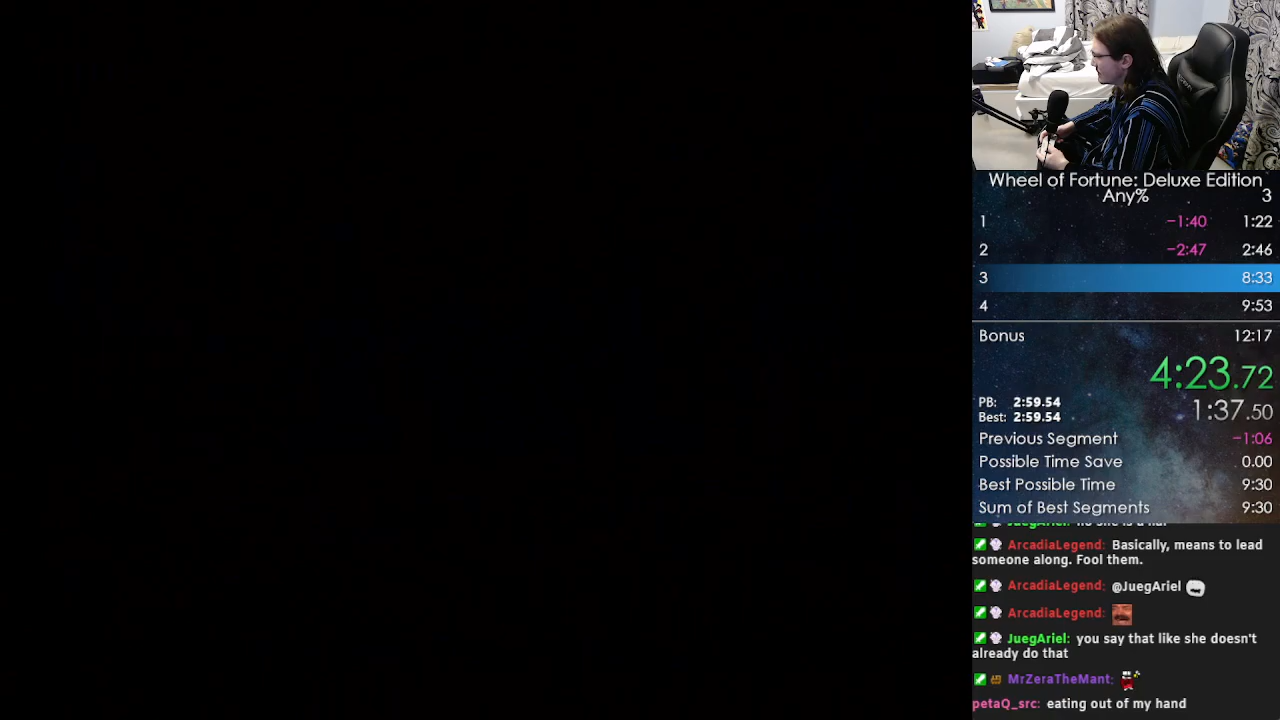 Wheel of Fortune: Deluxe Edition
Any% 3
1 −1:40 1:22
2 −2:47 2:46
3 8:33
4 9:53
Bonus 12:17
4:23.72
PB: 2:59.54
Best: 2:59.54
1:37.50
Previous Segment −1:06
Possible Time Save 0.00
Best Possible Time 9:30
Sum of Best Segments 9:30
ArcadiaLegend: Basically, means to lead
someone along. Fool them.
ArcadiaLegend: @JuegAriel
ArcadiaLegend:
JuegAriel: you say that like she doesn't
already do that
MrZeraTheMant:
petaQ_src: eating out of my hand